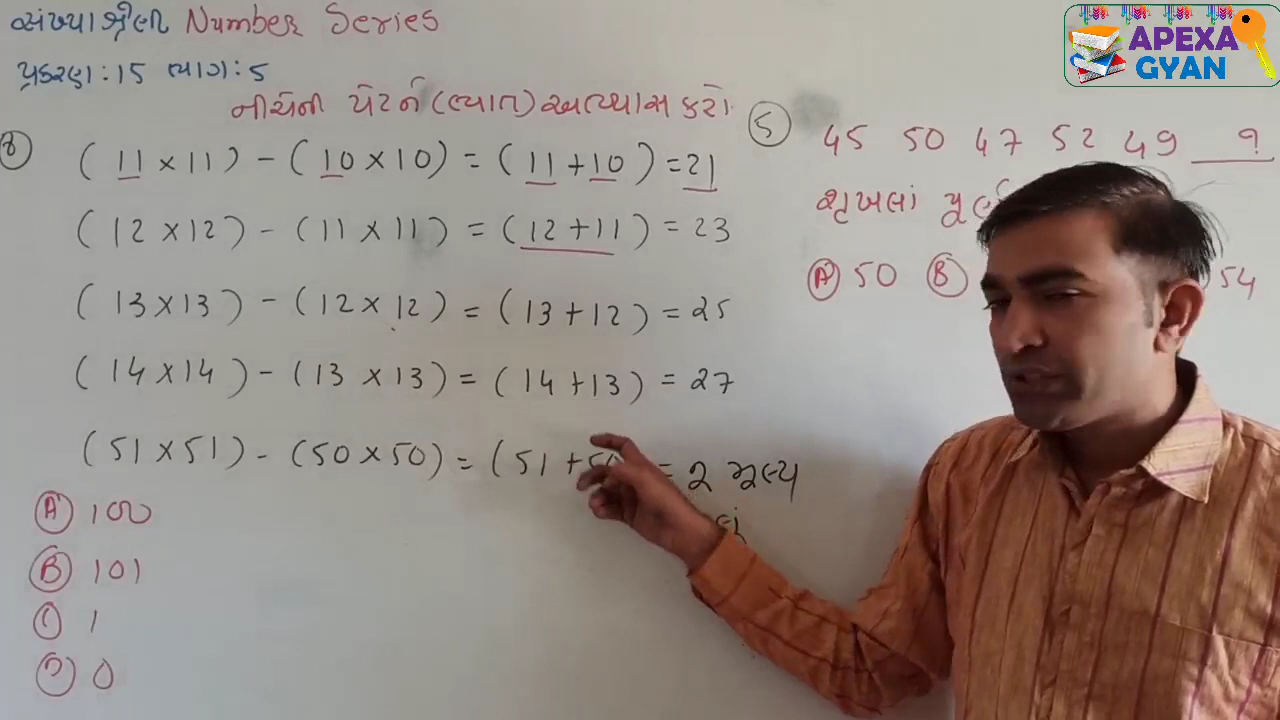 સંખ્યાશ્રેણી Number Series
પ્રકરણ : 15 ભાગ : 5
નીચેની પેટર્ન (ભાત) અભ્યાસ કરો
(11 × 11) - (10 × 10) = (11 + 10) = 21
(12 × 12) - (11 × 11) = (12 + 11) = 23
(13 × 13) - (12 × 12) = (13 + 12) = 25
(14 × 14) - (13 × 13) = (14 + 13) = 27
(51 × 51) - (50 × 50) = (51 + 50 = ? મૂલ્ય
A 100
B 101
C 1
D 0
5 45 50 47 52 49 ?
A 50 B 54
APEXA
GYAN